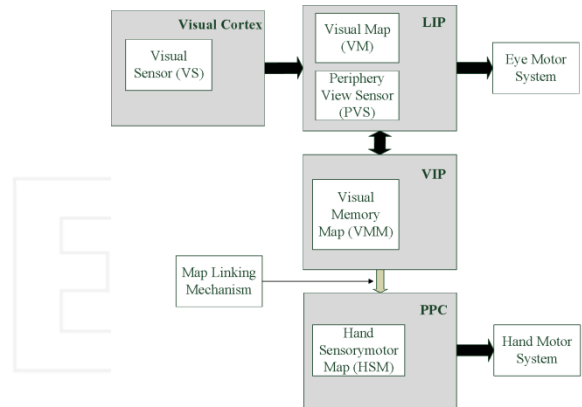 Visual Cortex
Visual
Sensor (VS)
LIP
Visual Map
(VM)
Periphery
View Sensor
(PVS)
Eye Motor
System
VIP
Visual
Memory
Map (VMM)
Map Linking
Mechanism
PPC
Hand
Sensorymotor
Map (HSM)
Hand Motor
System